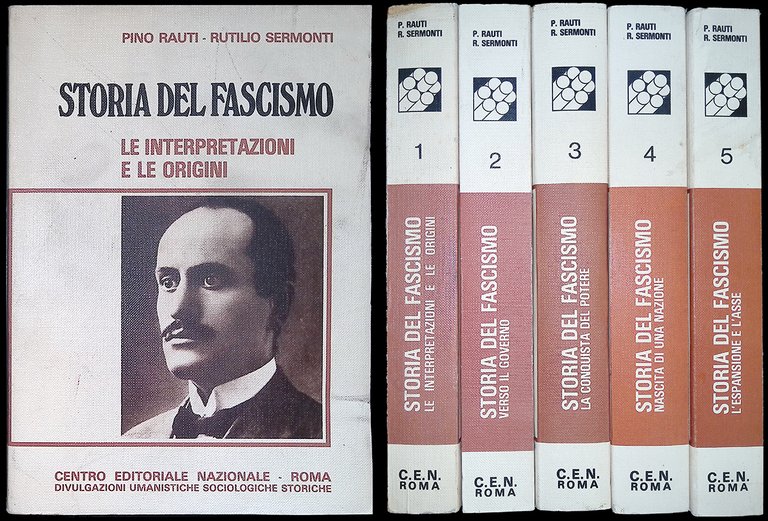 PINO RAUTI - RUTILIO SERMONTI
STORIA DEL FASCISMO
LE INTERPRETAZIONI
E LE ORIGINI
CENTRO EDITORIALE NAZIONALE - ROMA
DIVULGAZIONI UMANISTICHE SOCIOLOGICHE STORICHE
P. RAUTI
R. SERMONTI
1
STORIA DEL FASCISMO
LE INTERPRETAZIONI E LE ORIGINI
C.E.N.
ROMA
P. RAUTI
R. SERMONTI
2
STORIA DEL FASCISMO
VERSO IL GOVERNO
C.E.N.
ROMA
P. RAUTI
R. SERMONTI
3
STORIA DEL FASCISMO
LA CONQUISTA DEL POTERE
C.E.N.
ROMA
P. RAUTI
R. SERMONTI
4
STORIA DEL FASCISMO
NASCITA DI UNA NAZIONE
C.E.N.
ROMA
P. RAUTI
R. SERMONTI
5
STORIA DEL FASCISMO
L'ESPANSIONE E L'ASSE
C.E.N.
ROMA